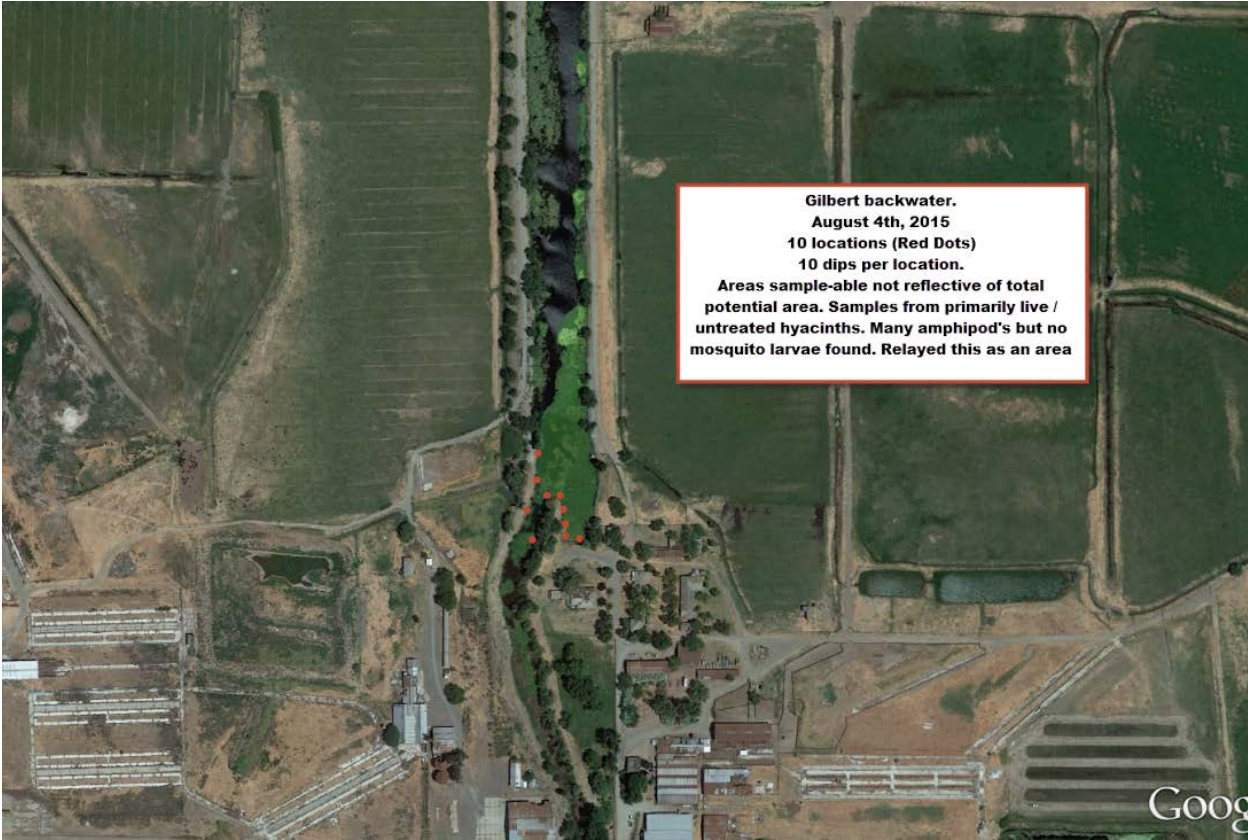 Gilbert backwater.
August 4th, 2015
10 locations (Red Dots)
10 dips per location.
Areas sample-able not reflective of total
potential area. Samples from primarily live /
untreated hyacinths. Many amphipod's but no
mosquito larvae found. Relayed this as an area
Goog